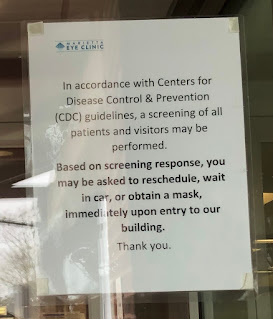 MARIETTA
EYE CLINIC
In accordance with Centers for
Disease Control & Prevention
(CDC) guidelines, a screening of all
patients and visitors may be
performed.
Based on screening response, you
may be asked to reschedule, wait
in car, or obtain a mask,
immediately upon entry to our
building.
Thank you.